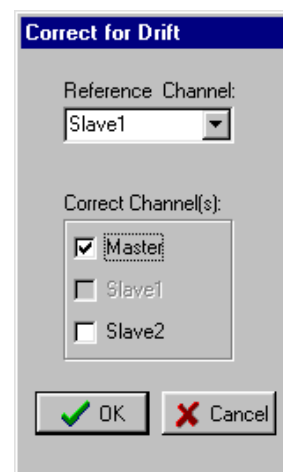 Correct for Drift
Reference Channel:
Slave1
Correct Channel(s):
Master
Slave1
Slave2
OK
Cancel